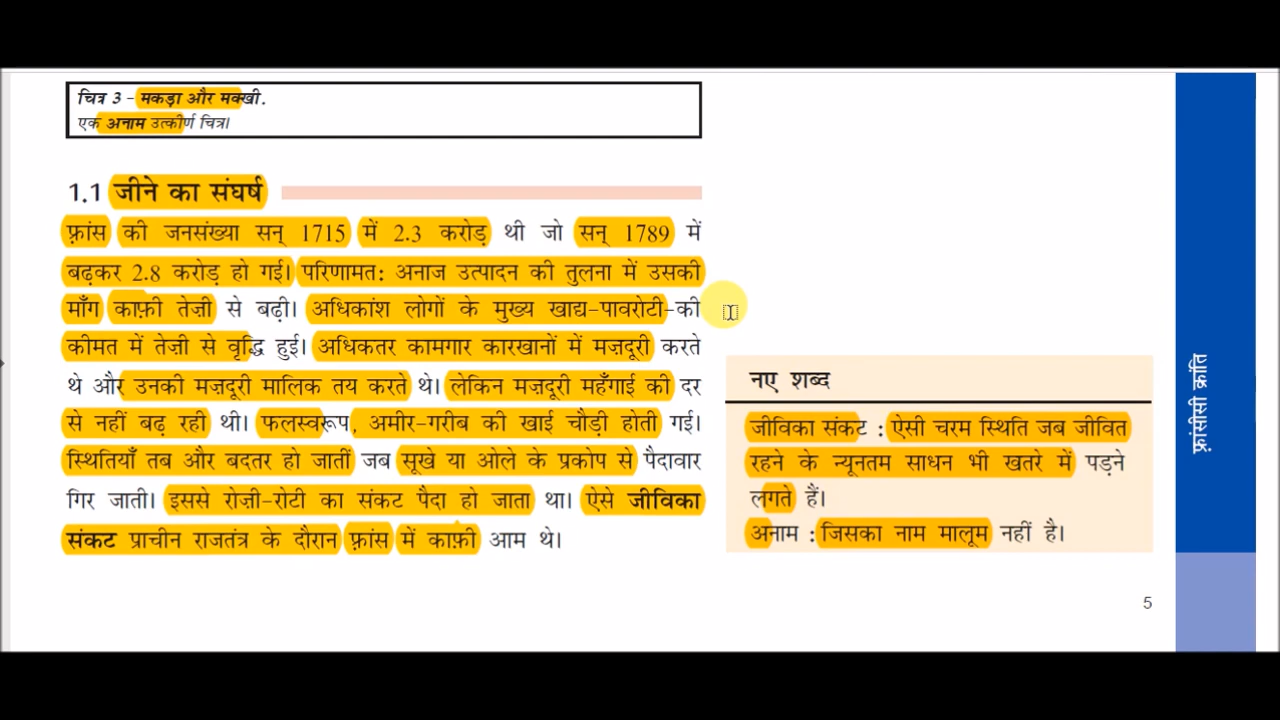 चित्र 3 – मकड़ा और मक्खी.
एक अनाम उत्कीर्ण चित्र।
1.1 जीने का संघर्ष
फ़्रांस की जनसंख्या सन् 1715 में 2.3 करोड़ थी जो सन् 1789 में
बढ़कर 2.8 करोड़ हो गई। परिणामत: अनाज उत्पादन की तुलना में उसकी
माँग काफ़ी तेज़ी से बढ़ी। अधिकांश लोगों के मुख्य खाद्य-पावरोटी-की
कीमत में तेज़ी से वृद्धि हुई। अधिकतर कामगार कारखानों में मज़दूरी करते
थे और उनकी मज़दूरी मालिक तय करते थे। लेकिन मज़दूरी महँगाई की दर
से नहीं बढ़ रही थी। फलस्वरूप, अमीर-गरीब की खाई चौड़ी होती गई।
स्थितियाँ तब और बदतर हो जातीं जब सूखे या ओले के प्रकोप से पैदावार
गिर जाती। इससे रोज़ी-रोटी का संकट पैदा हो जाता था। ऐसे जीविका
संकट प्राचीन राजतंत्र के दौरान फ़्रांस में काफ़ी आम थे।
नए शब्द
जीविका संकट : ऐसी चरम स्थिति जब जीवित
रहने के न्यूनतम साधन भी खतरे में पड़ने
लगते हैं।
अनाम : जिसका नाम मालूम नहीं है।
फ़्रांसीसी क्रांति
5